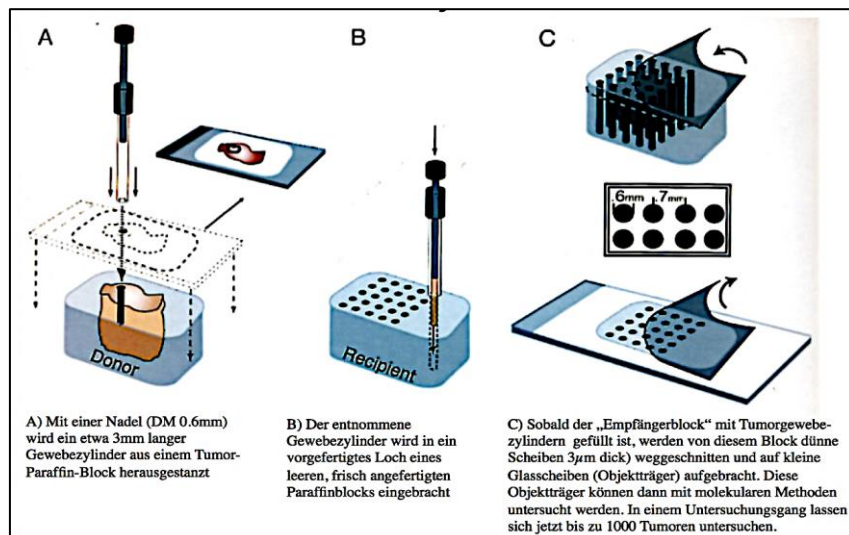 A
B
C
Donor
Recipient
.6mm .7mm
A) Mit einer Nadel (DM 0.6mm)
wird ein etwa 3mm langer
Gewebezylinder aus einem Tumor-
Paraffin-Block herausgestanzt
B) Der entnommene
Gewebezylinder wird in ein
vorgefertigtes Loch eines
leeren, frisch angefertigten
Paraffinblocks eingebracht
C) Sobald der „Empfängerblock“ mit Tumorgewebe-
zylindern gefüllt ist, werden von diesem Block dünne
Scheiben 3µm dick) weggeschnitten und auf kleine
Glasscheiben (Objektträger) aufgebracht. Diese
Objektträger können dann mit molekularen Methoden
untersucht werden. In einem Untersuchungsgang lassen
sich jetzt bis zu 1000 Tumoren untersuchen.